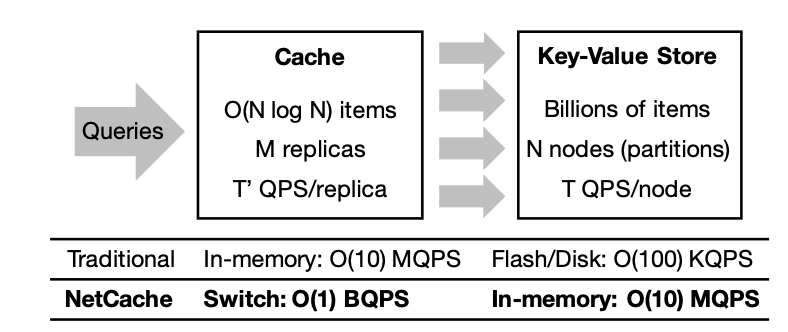 Queries
Cache
O(N log N) items
M replicas
T’ QPS/replica
Key-Value Store
Billions of items
N nodes (partitions)
T QPS/node
Traditional In-memory: O(10) MQPS Flash/Disk: O(100) KQPS
NetCache Switch: O(1) BQPS In-memory: O(10) MQPS